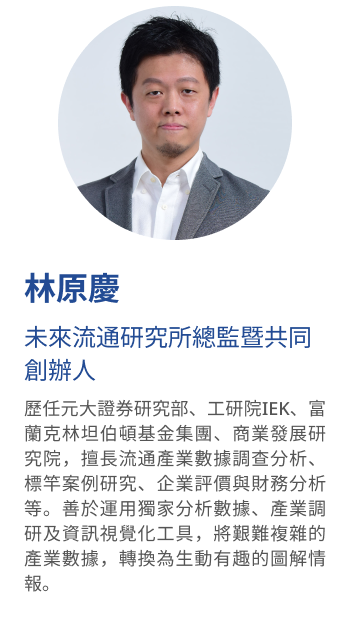 林原慶
未來流通研究所總監暨共同
創辦人
歷任元大證券研究部、工研院IEK、富
蘭克林坦伯頓基金集團、商業發展研
究院，擅長流通產業數據調查分析、
標竿案例研究、企業評價與財務分析
等。善於運用獨家分析數據、產業調
研及資訊視覺化工具，將艱難複雜的
產業數據，轉換為生動有趣的圖解情
報。